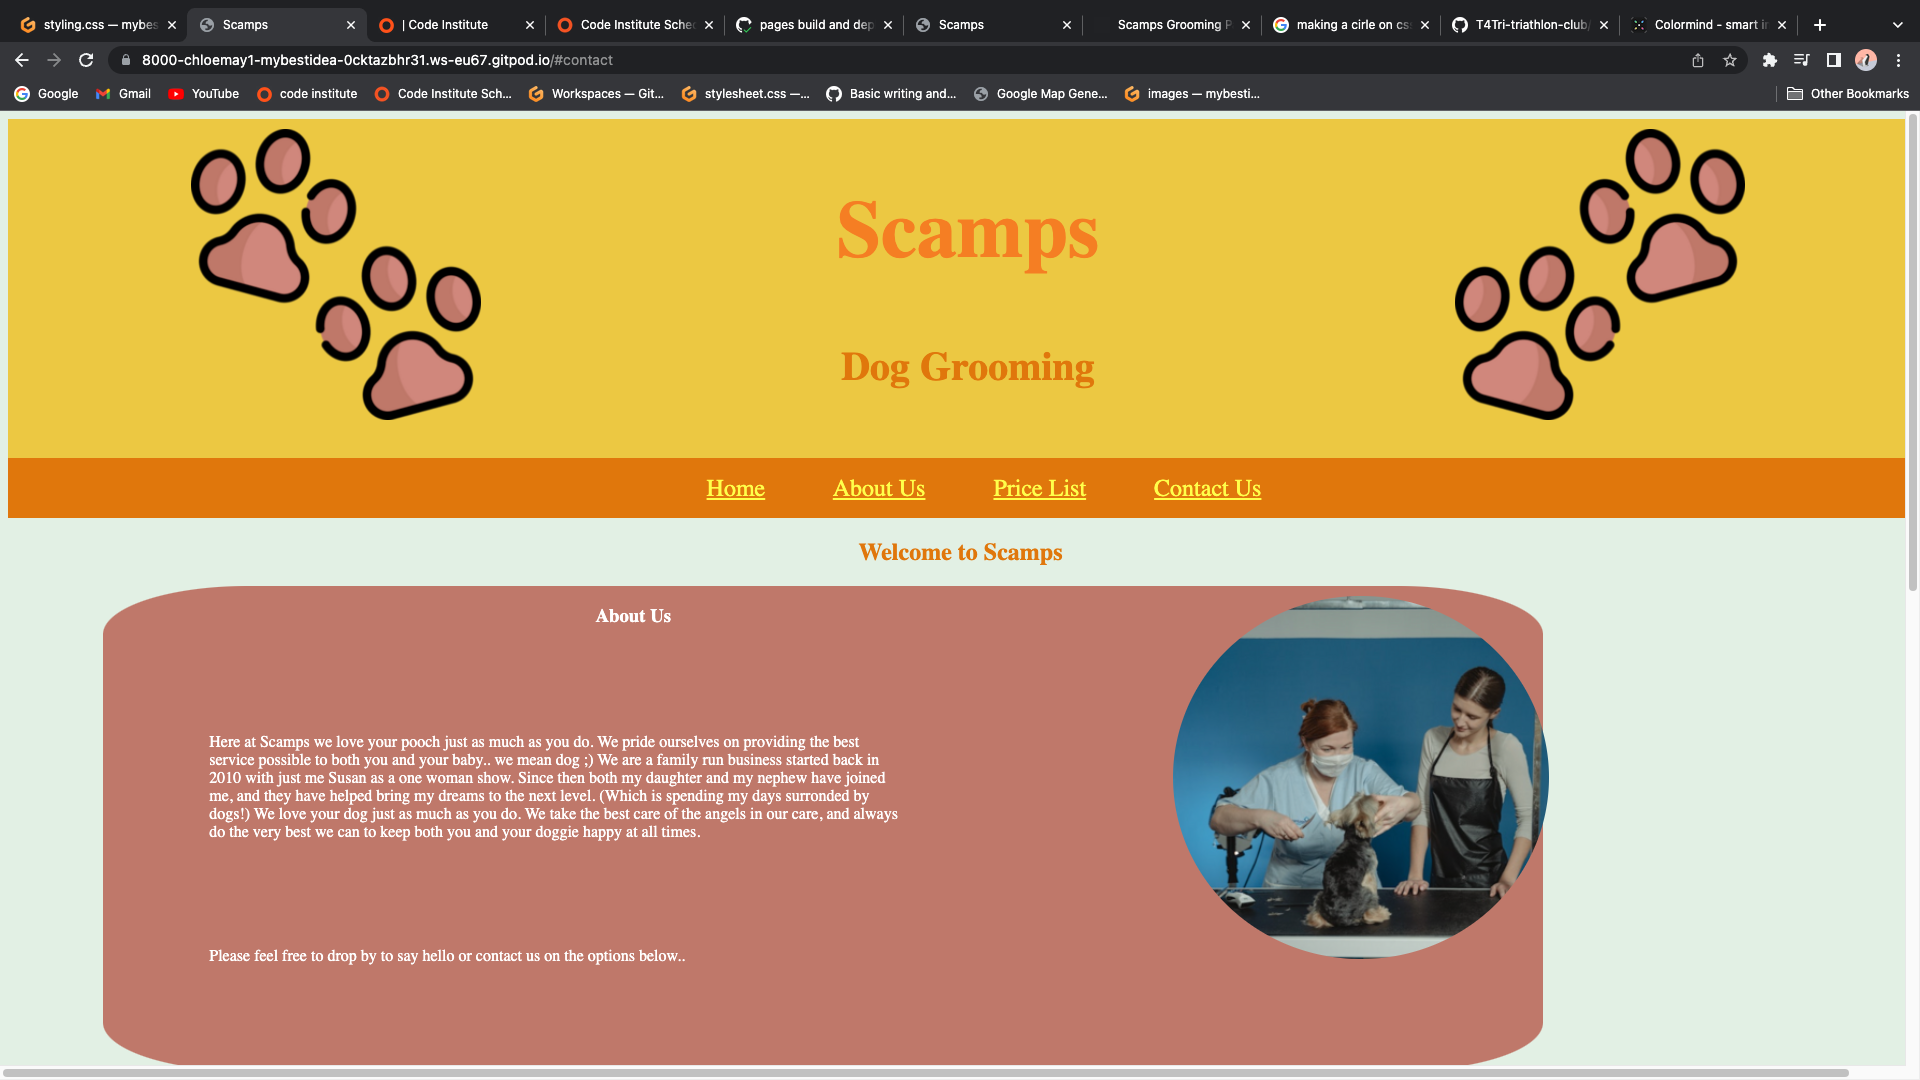 styling.css — mybes
Scamps
| Code Institute
Code Institute Sche
pages build and dep
Scamps
Scamps Grooming P
making a cirle on cs
T4Tri-triathlon-club/
Colormind - smart i
8000-chloemay1-mybestidea-0cktazbhr31.ws-eu67.gitpod.io/#contact
Google
Gmail
YouTube
code institute
Code Institute Sch...
Workspaces — Git...
stylesheet.css —...
Basic writing and...
Google Map Gene...
images — mybesti...
Other Bookmarks
Scamps
Dog Grooming
Home
About Us
Price List
Contact Us
Welcome to Scamps
About Us
Here at Scamps we love your pooch just as much as you do. We pride ourselves on providing the best
service possible to both you and your baby.. we mean dog ;) We are a family run business started back in
2010 with just me Susan as a one woman show. Since then both my daughter and my nephew have joined
me, and they have helped bring my dreams to the next level. (Which is spending my days surronded by
dogs!) We love your dog just as much as you do. We take the best care of the angels in our care, and always
do the very best we can to keep both you and your doggie happy at all times.
Please feel free to drop by to say hello or contact us on the options below..